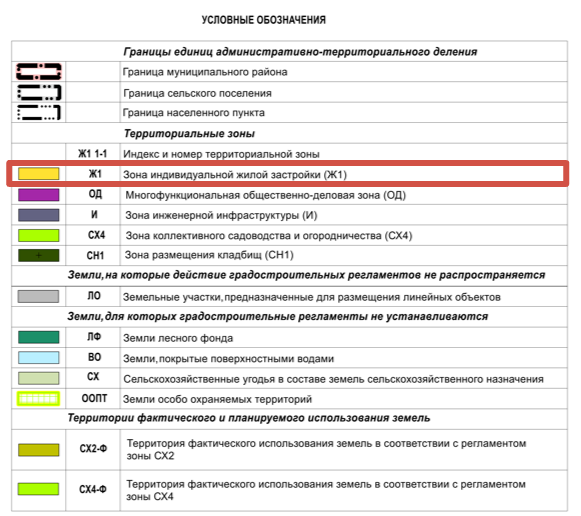 УСЛОВНЫЕ ОБОЗНАЧЕНИЯ
Границы единиц административно-территориального деления
Граница муниципального района
Граница сельского поселения
Граница населенного пункта
Территориальные зоны
Ж1 1-1 Индекс и номер территориальной зоны
Ж1 Зона индивидуальной жилой застройки (Ж1)
ОД Многофункциональная общественно-деловая зона (ОД)
И Зона инженерной инфраструктуры (И)
СХ4 Зона коллективного садоводства и огородничества (СХ4)
СН1 Зона размещения кладбищ (СН1)
Земли, на которые действие градостроительных регламентов не распространяется
ЛО Земельные участки, предназначенные для размещения линейных объектов
Земли, для которых градостроительные регламенты не устанавливаются
ЛФ Земли лесного фонда
ВО Земли, покрытые поверхностными водами
СХ Сельскохозяйственные угодья в составе земель сельскохозяйственного назначения
ООПТ Земли особо охраняемых территорий
Территории фактического и планируемого использования земель
СХ2-Ф Территория фактического использования земель в соответствии с регламентом
зоны СХ2
СХ4-Ф Территория фактического использования земель в соответствии с регламентом
зоны СХ4